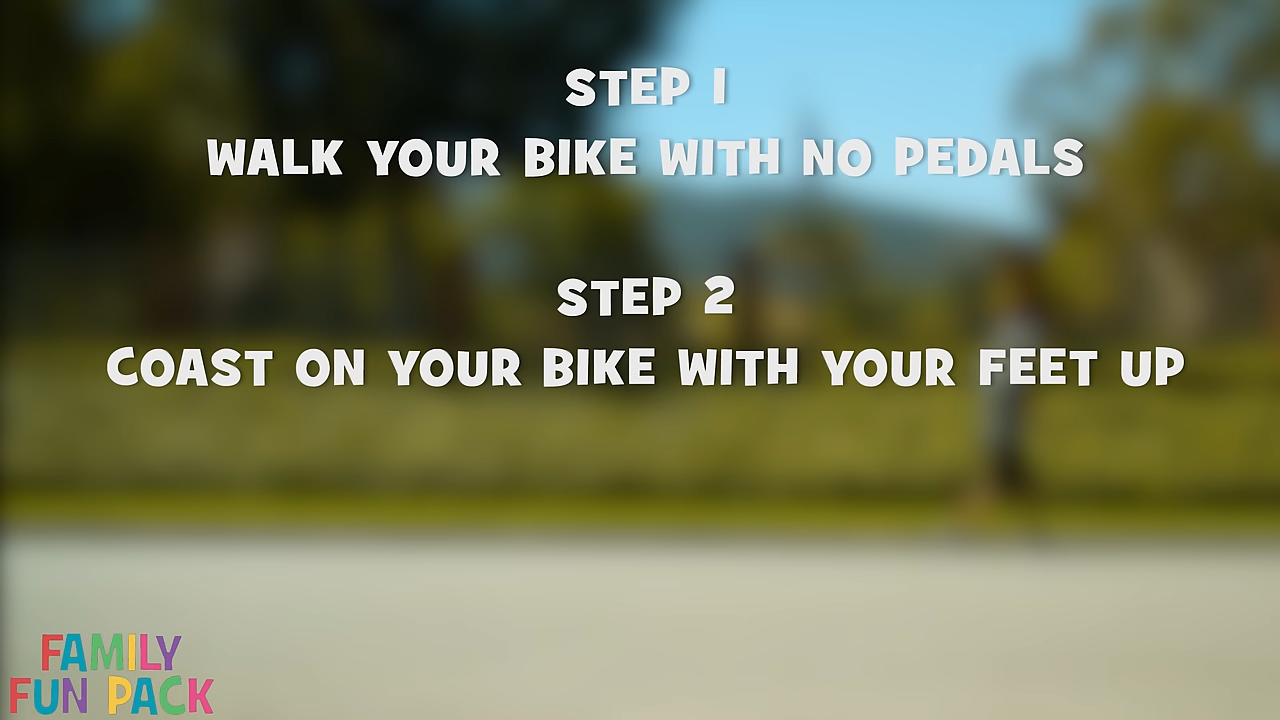 STEP 1
WALK YOUR BIKE WITH NO PEDALS
STEP 2
COAST ON YOUR BIKE WITH YOUR FEET UP
FAMILY
FUN PACK